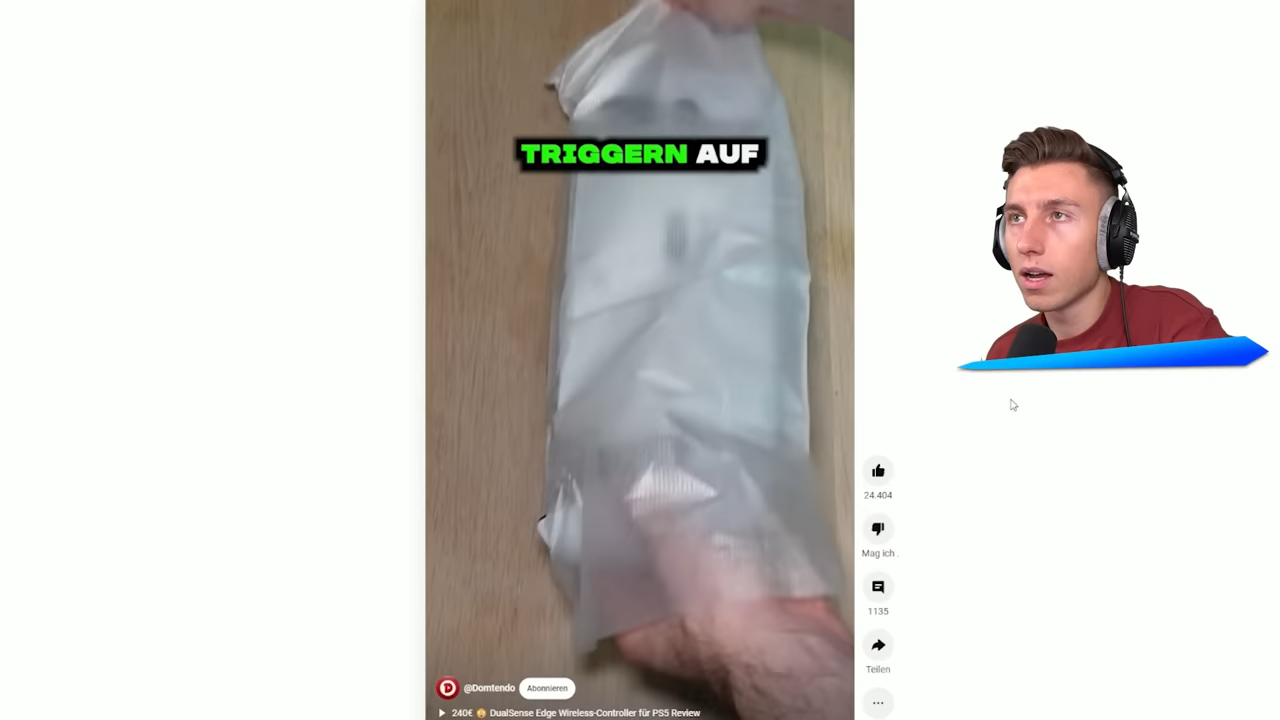 TRIGGERN AUF
24.404
Mag ich .
1135
Teilen
@Domtendo
Abonnieren
240€ 😱 DualSense Edge Wireless-Controller für PS5 Review